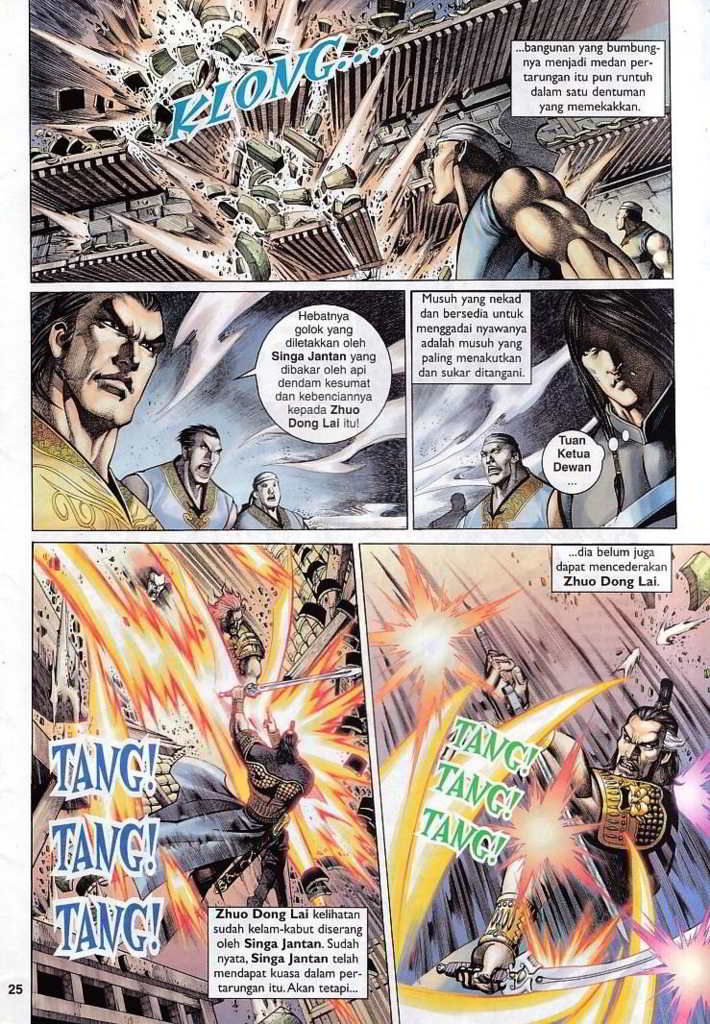 KLONG...
...bangunan yang bumbung-
nya menjadi medan per-
tarungan itu pun runtuh
dalam satu dentuman
yang memekakkan.
Hebatnya
golok yang
diletakkan oleh
Singa Jantan yang
dibakar oleh api
dendam kesumat
dan kebenciannya
kepada Zhuo
Dong Lai itu!
Musuh yang nekad
dan bersedia untuk
menggadai nyawanya
adalah musuh yang
paling menakutkan
dan sukar ditangani.
Tuan
Ketua
Dewan
...
TANG!
TANG!
TANG!
Zhuo Dong Lai kelihatan
sudah kelam-kabut diserang
oleh Singa Jantan. Sudah
nyata, Singa Jantan telah
mendapat kuasa dalam per-
tarungan itu. Akan tetapi...
...dia belum juga
dapat mencederakan
Zhuo Dong Lai.
TANG!
TANG!
TANG!
25